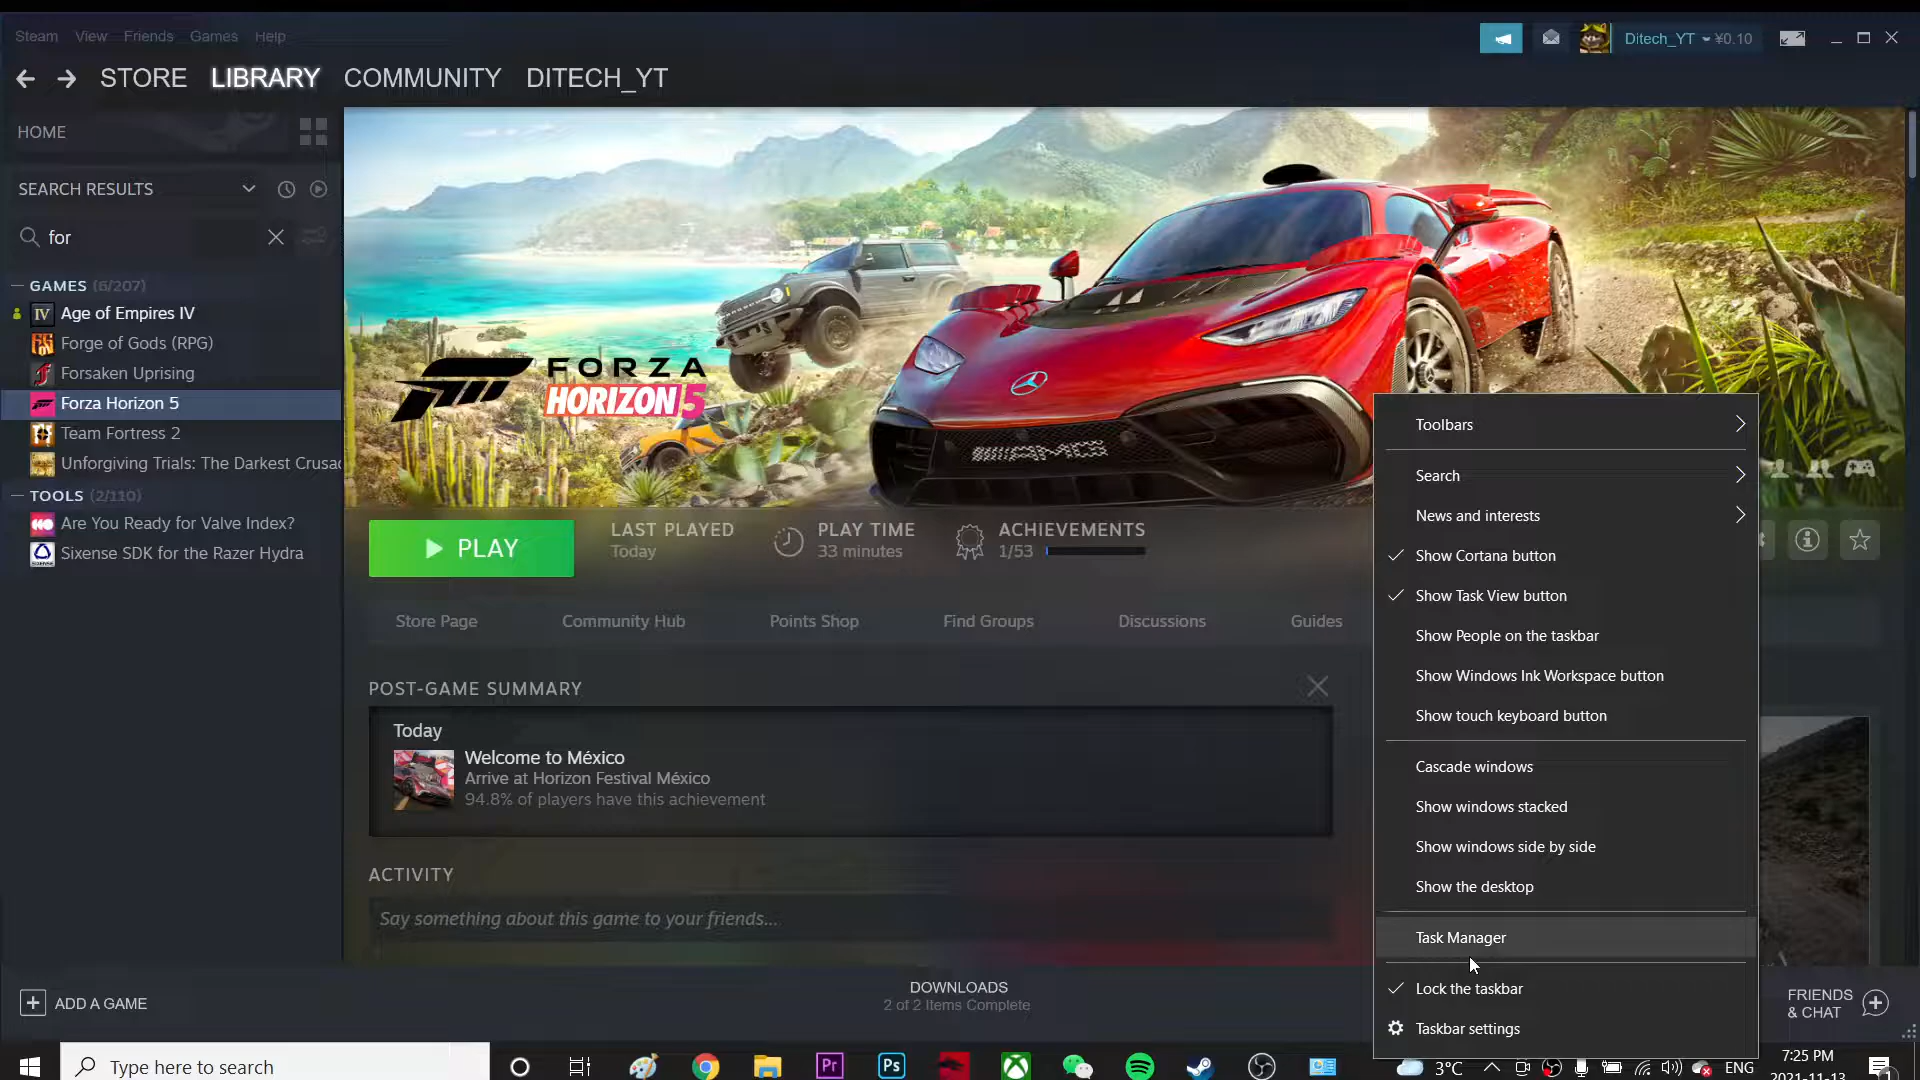 Steam View Friends Games Help
Ditech_YT ¥0.10
STORE LIBRARY COMMUNITY DITECH_YT
HOME
SEARCH RESULTS
for
GAMES (6/207)
IV Age of Empires IV
Forge of Gods (RPG)
Forsaken Uprising
Forza Horizon 5
Team Fortress 2
Unforgiving Trials: The Darkest Crusa
TOOLS (2/110)
Are You Ready for Valve Index?
Sixense SDK for the Razer Hydra
ADD A GAME
FORZA
HORIZON 5
AMG
PLAY
LAST PLAYED
Today
PLAY TIME
33 minutes
ACHIEVEMENTS
1/53
Store Page Community Hub Points Shop Find Groups Discussions Guides
POST-GAME SUMMARY
Today
Welcome to México
Arrive at Horizon Festival México
94.8% of players have this achievement
ACTIVITY
Say something about this game to your friends...
DOWNLOADS
2 of 2 Items Complete
Toolbars
Search
News and interests
Show Cortana button
Show Task View button
Show People on the taskbar
Show Windows Ink Workspace button
Show touch keyboard button
Cascade windows
Show windows stacked
Show windows side by side
Show the desktop
Task Manager
Lock the taskbar
Taskbar settings
FRIENDS
& CHAT
Type here to search
Pr
Ps
3°C
ENG
7:25 PM
2021-11-13
1